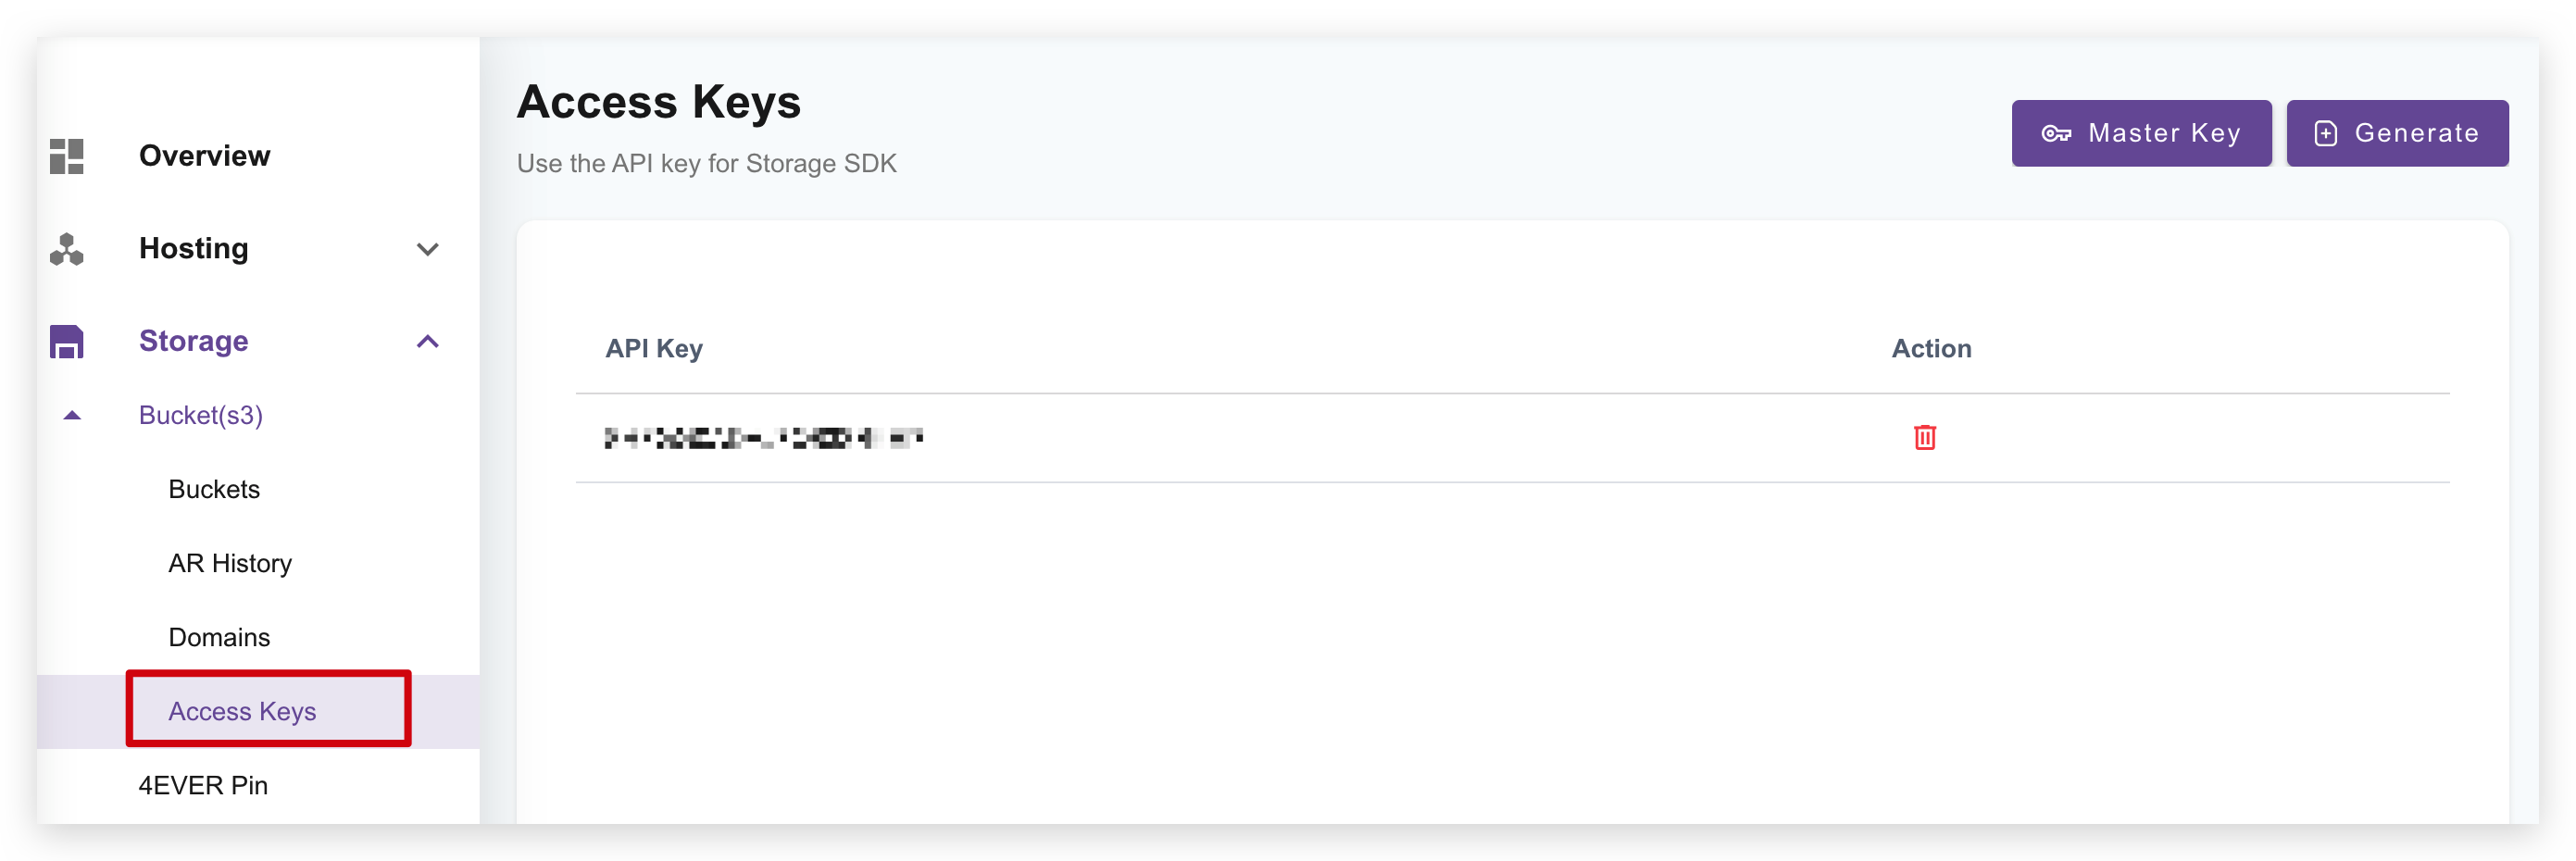 Overview
Hosting
Storage
Bucket(s3)
Buckets
AR History
Domains
Access Keys
4EVER Pin
Access Keys
Use the API key for Storage SDK
Master Key
Generate
API Key
Action